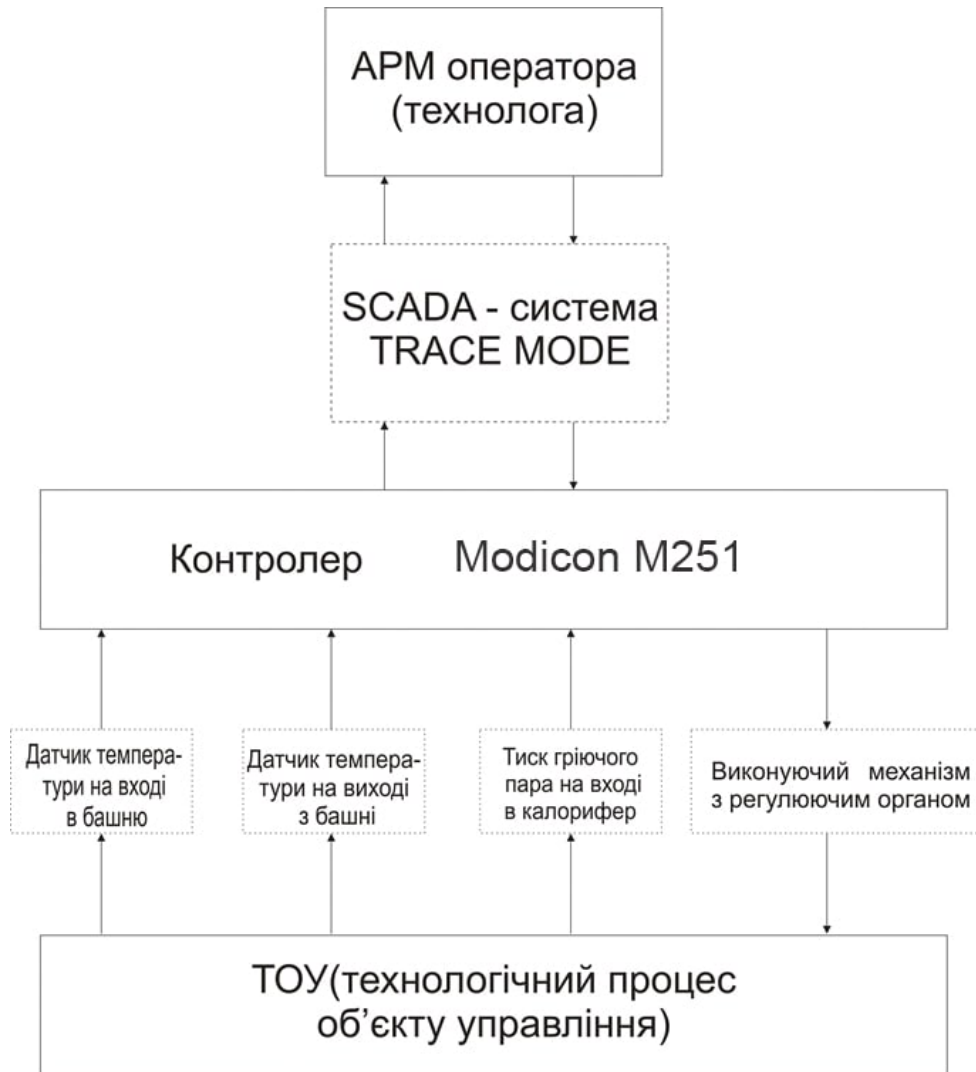 АРМ оператора
(технолога)
SCADA - система
TRACE MODE
Контролер Modicon M251
Датчик темпера-
тури на вході
в башню
Датчик темпера-
тури на виході
з башні
Тиск гріючого
пара на вході
в калорифер
Виконуючий механізм
з регулюючим органом
ТОУ(технологічний процес
об’єкту управління)